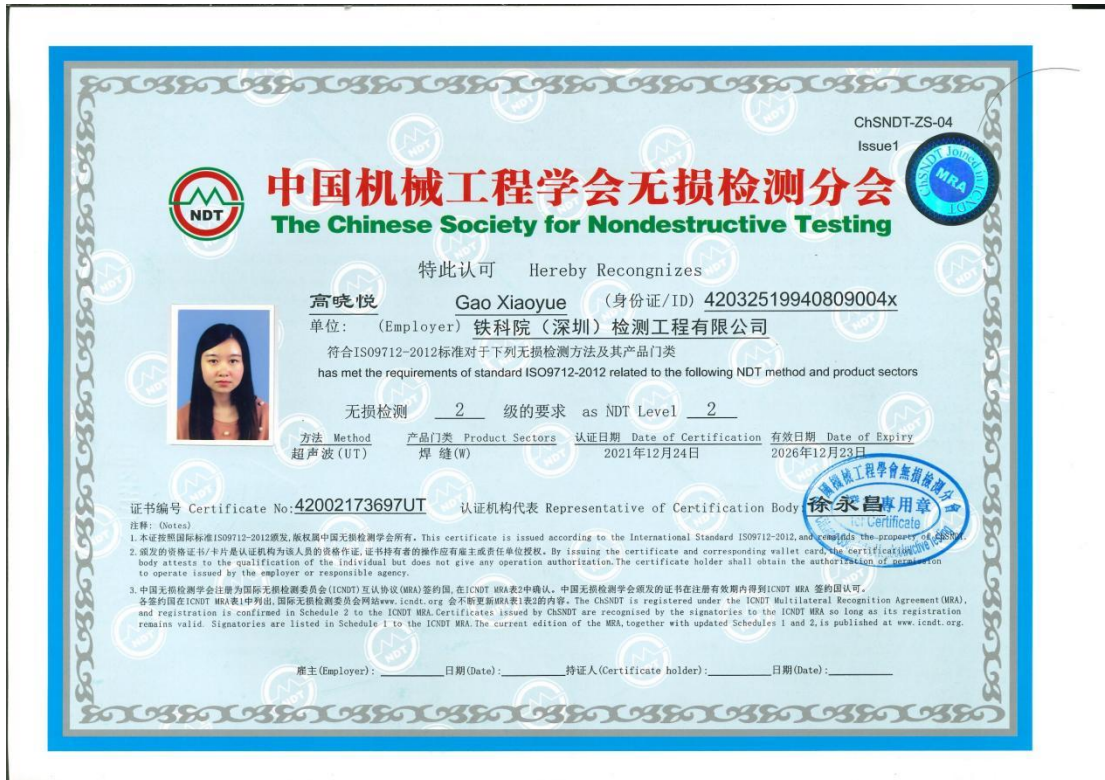 ChSNDT-ZS-04
Issue1
ChSNDT Joined in ICNDT
MRA
NDT
中国机械工程学会无损检测分会
The Chinese Society for Nondestructive Testing
特此认可 Hereby Recongnizes
高晓悦 Gao Xiaoyue (身份证/ID) 42032519940809004x
单位: (Employer) 铁科院（深圳）检测工程有限公司
符合ISO9712-2012标准对于下列无损检测方法及其产品门类
has met the requirements of standard ISO9712-2012 related to the following NDT method and product sectors
无损检测 2 级的要求 as NDT Level 2
方法 Method 产品门类 Product Sectors 认证日期 Date of Certification 有效日期 Date of Expiry
超声波(UT) 焊缝(W) 2021年12月24日 2026年12月23日
证书编号 Certificate No:42002173697UT 认证机构代表 Representative of Certification Body: 徐永昌
專用章
for Certificate
注释: (Notes)
1. 本证按照国际标准ISO9712-2012颁发, 版权属中国无损检测学会所有。This certificate is issued according to the International Standard ISO9712-2012, and remainds the property of ChSNDT.
2. 颁发的资格证书/卡片是认证机构为该人员的资格作证, 证书持有者的操作应有雇主或责任单位授权。By issuing the certificate and corresponding wallet card, the certification
body attests to the qualification of the individual but does not give any operation authorization. The certificate holder shall obtain the authorization of permission
to operate issued by the employer or responsible agency.
3. 中国无损检测学会注册为国际无损检测委员会(ICNDT)互认协议(MRA)签约国, 在ICNDT MRA表2中确认。中国无损检测学会颁发的证书在注册有效期内得到ICNDT MRA 签约国认可。
各签约国在ICNDT MRA表1中列出, 国际无损检测委员会网站www.icndt.org 会不断更新MRA表1表2的内容。The ChSNDT is registered under the ICNDT Multilateral Recognition Agreement(MRA),
and registration is confirmed in Schedule 2 to the ICNDT MRA. Certificates issued by ChSNDT are recognised by the signatories to the ICNDT MRA so long as its registration
remains valid. Signatories are listed in Schedule 1 to the ICNDT MRA. The current edition of the MRA, together with updated Schedules 1 and 2, is published at www.icndt.org.
雇主(Employer): 日期(Date): 持证人(Certificate holder): 日期(Date):